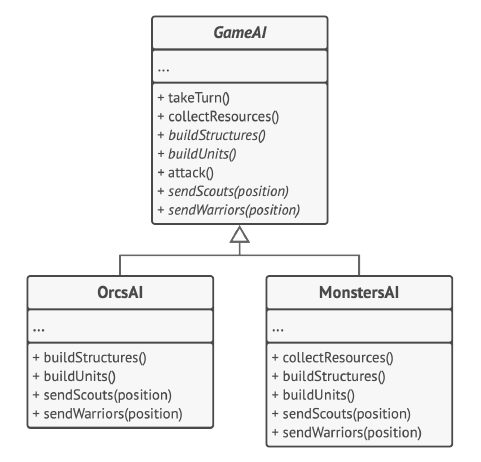 GameAI
...
+ takeTurn()
+ collectResources()
+ buildStructures()
+ buildUnits()
+ attack()
+ sendScouts(position)
+ sendWarriors(position)
OrcsAI
...
+ buildStructures()
+ buildUnits()
+ sendScouts(position)
+ sendWarriors(position)
MonstersAI
...
+ collectResources()
+ buildStructures()
+ buildUnits()
+ sendScouts(position)
+ sendWarriors(position)